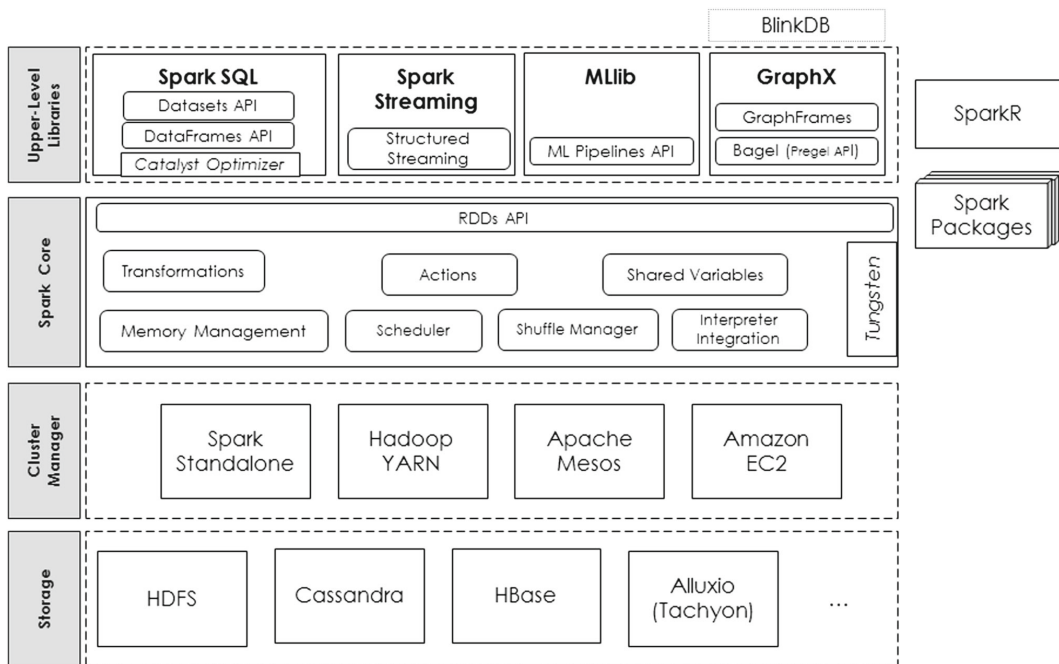 BlinkDB
Upper-Level
Libraries
Spark SQL
Datasets API
DataFrames API
Catalyst Optimizer
Spark
Streaming
Structured
Streaming
MLlib
ML Pipelines API
GraphX
GraphFrames
Bagel (Pregel API)
SparkR
Spark
Packages
Spark Core
RDDs API
Transformations
Actions
Shared Variables
Memory Management
Scheduler
Shuffle Manager
Interpreter
Integration
Tungsten
Cluster
Manager
Spark
Standalone
Hadoop
YARN
Apache
Mesos
Amazon
EC2
Storage
HDFS
Cassandra
HBase
Alluxio
(Tachyon)
...